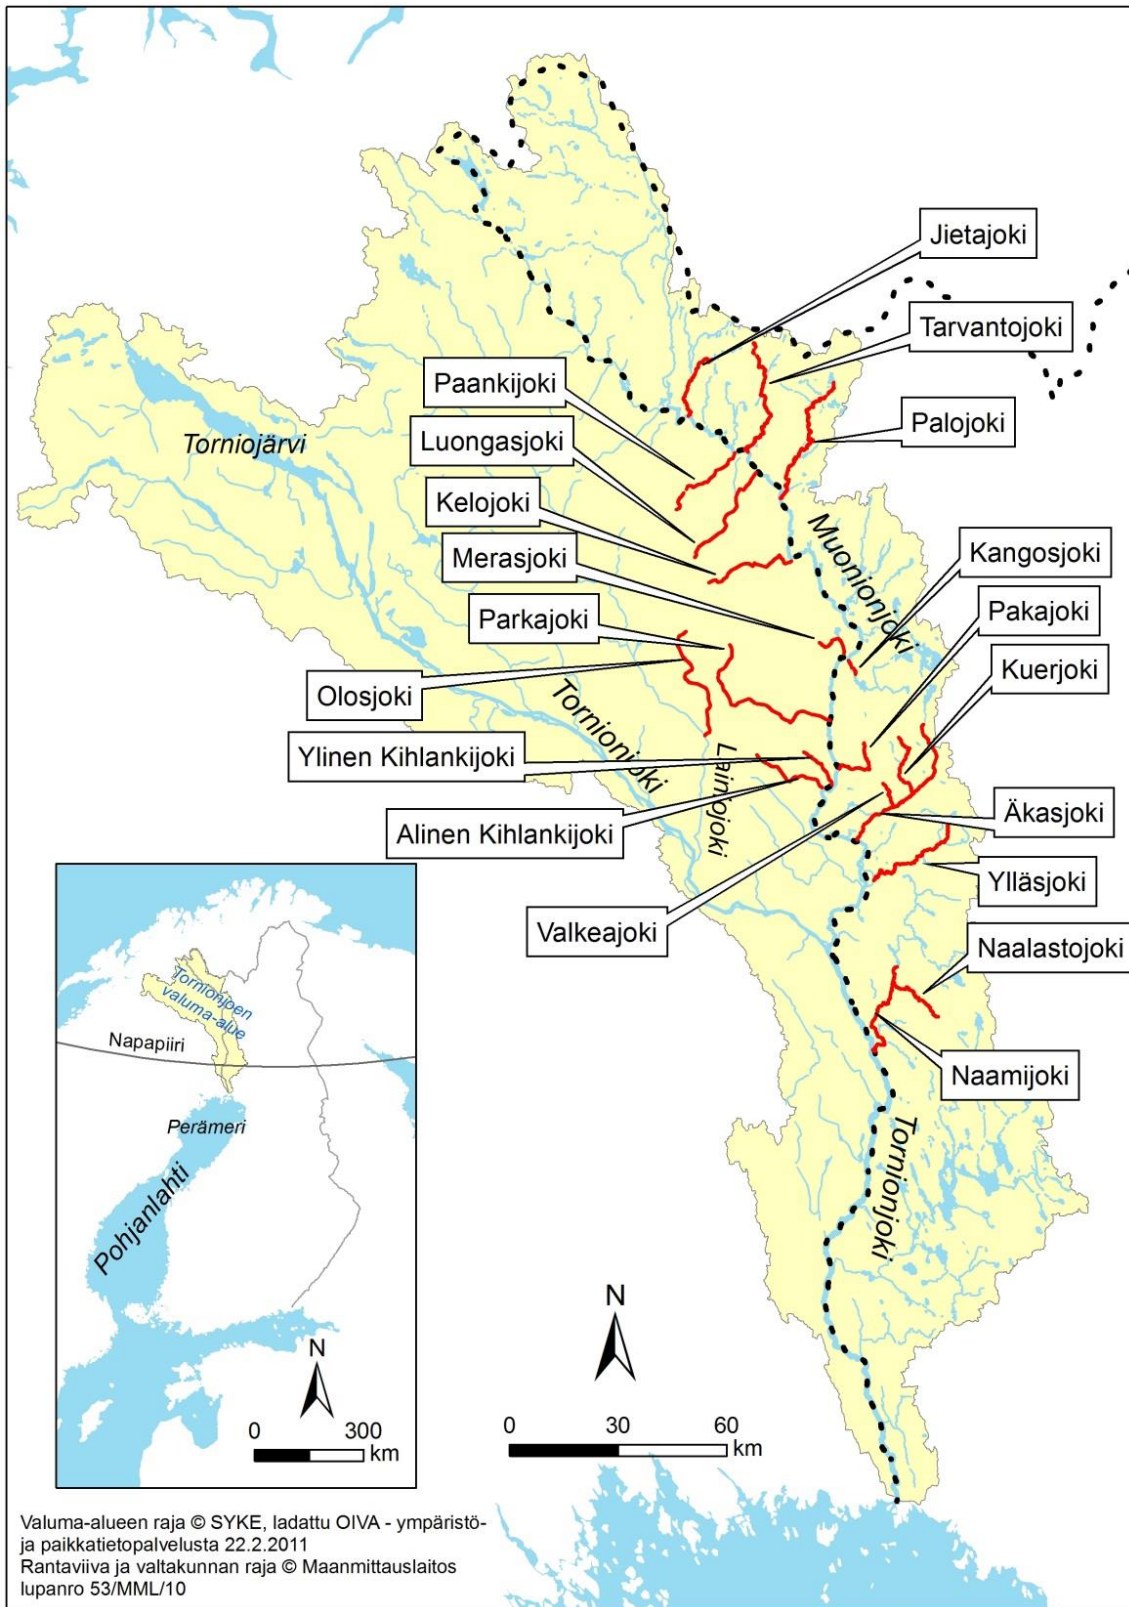 Jietajoki
Tarvantojoki
Paankijoki
Palojoki
Luongasjoki
Torniojärvi
Kelojoki
Muonionjoki
Merasjoki
Kangosjoki
Parkajoki
Pakajoki
Olosjoki
Kuerjoki
Tornionjoki
Ylinen Kihlankijoki
Lainiojoki
Alinen Kihlankijoki
Äkasjoki
Ylläsjoki
Valkeajoki
Naalastojoki
Naamijoki
Tornionjoki
Tornionjoen
valuma-alue
Napapiiri
Perämeri
Pohjanlahti
N
0 300
km
N
0 30 60
km
Valuma-alueen raja © SYKE, ladattu OIVA - ympäristö-
ja paikkatietopalvelusta 22.2.2011
Rantaviiva ja valtakunnan raja © Maanmittauslaitos
lupanro 53/MML/10